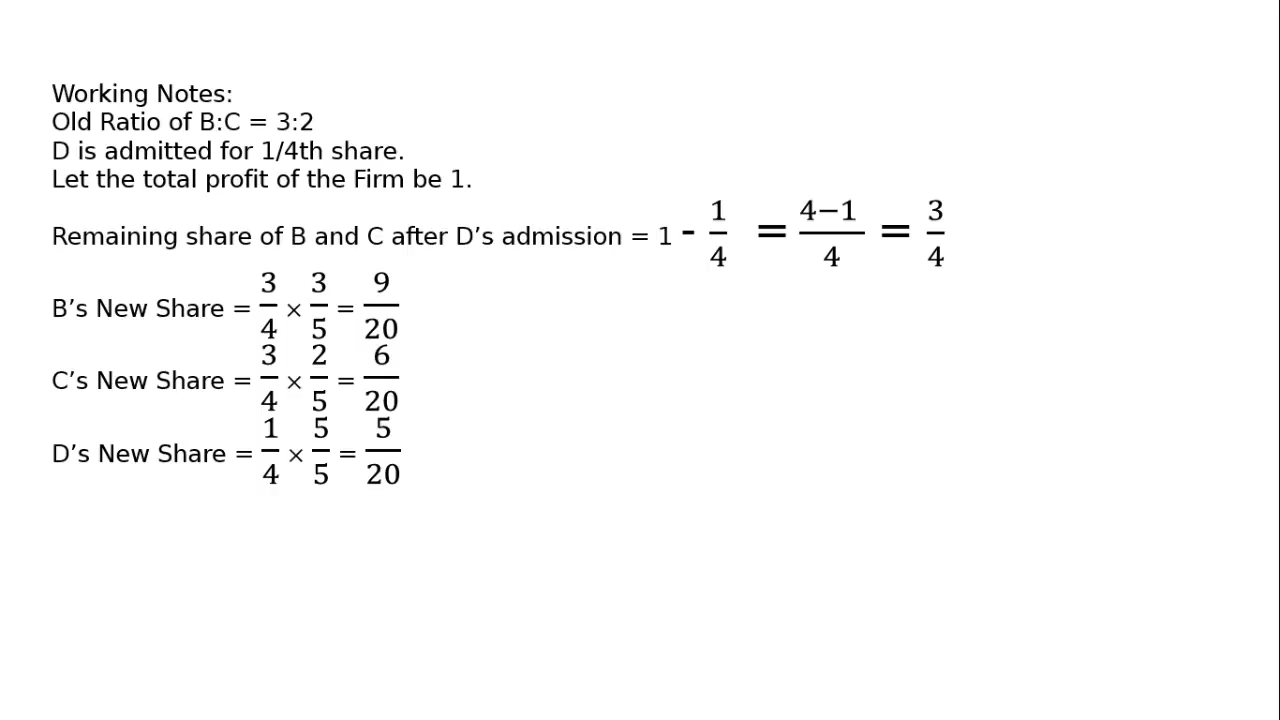 Working Notes:
Old Ratio of B:C = 3:2
D is admitted for 1/4th share.
Let the total profit of the Firm be 1.
Remaining share of B and C after D’s admission = 1 - 1/4 = (4−1)/4 = 3/4
B’s New Share = 3/4 × 3/5 = 9/20
C’s New Share = 3/4 × 2/5 = 6/20
D’s New Share = 1/4 × 5/5 = 5/20